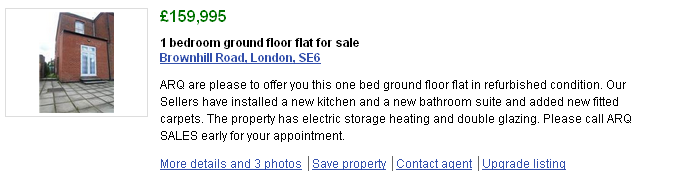 £159,995
1 bedroom ground floor flat for sale
Brownhill Road, London, SE6
ARQ are please to offer you this one bed ground floor flat in refurbished condition. Our
Sellers have installed a new kitchen and a new bathroom suite and added new fitted
carpets. The property has electric storage heating and double glazing. Please call ARQ
SALES early for your appointment.
More details and 3 photos | Save property | Contact agent | Upgrade listing